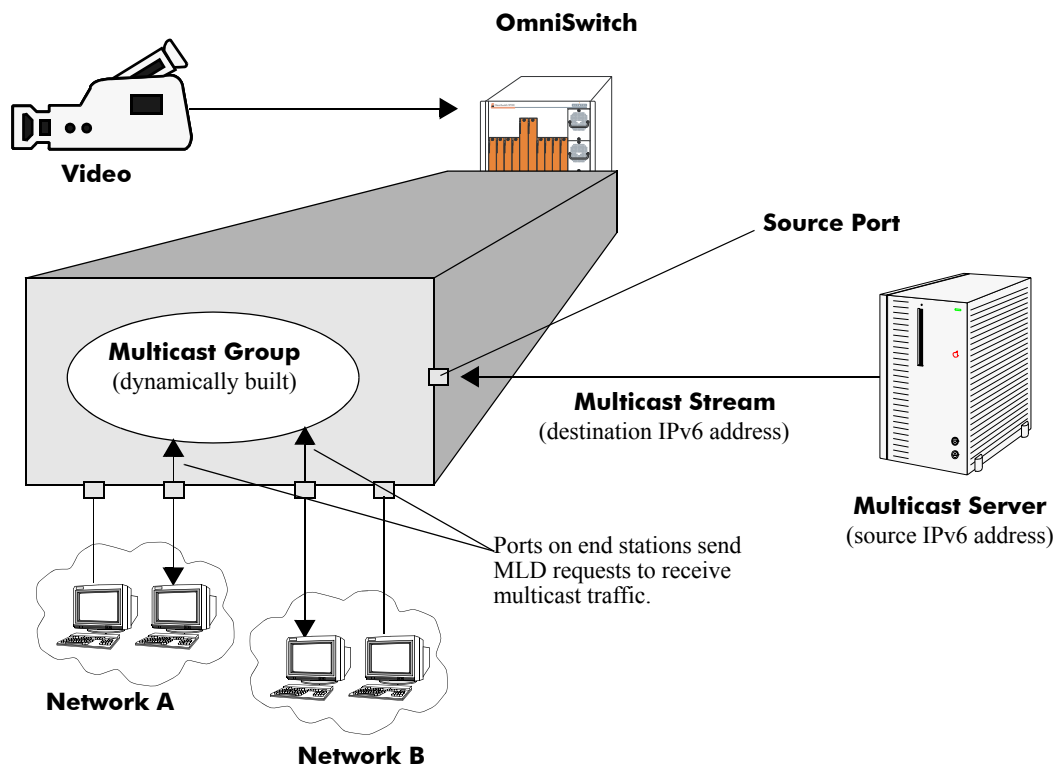 OmniSwitch
Video
Source Port
Multicast Group
(dynamically built)
Multicast Stream
(destination IPv6 address)
Multicast Server
(source IPv6 address)
Ports on end stations send
MLD requests to receive
multicast traffic.
Network A
Network B